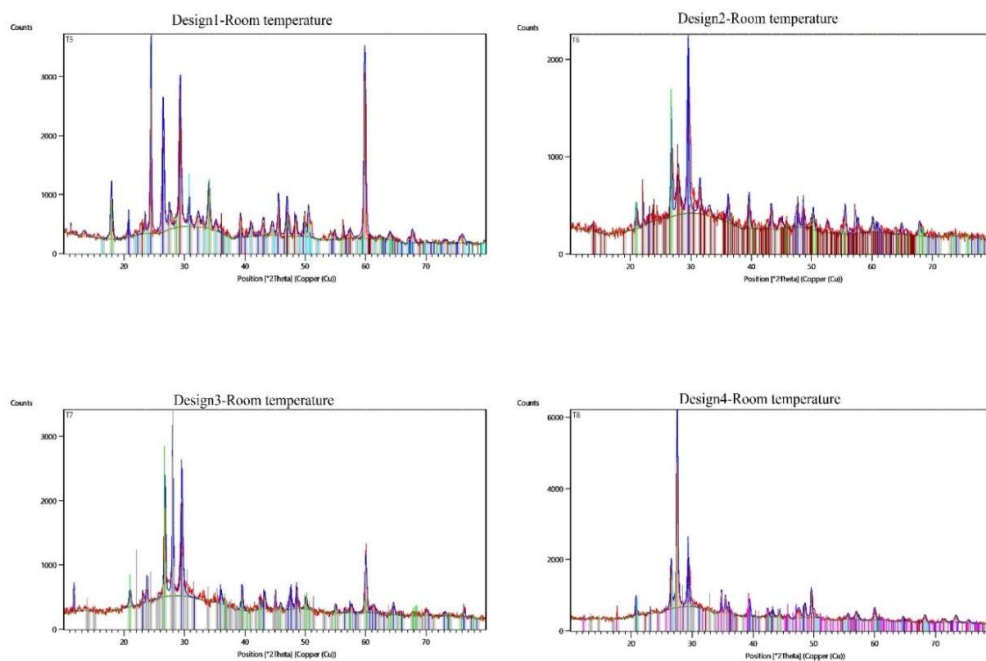 Design1-Room temperature
Counts
T5
3000
2000
1000
0
20 30 40 50 60 70
Position [°2Theta] (Copper (Cu))
Design2-Room temperature
Counts
T6
2000
1000
0
20 30 40 50 60 70
Position [°2Theta] (Copper (Cu))
Design3-Room temperature
Counts
T7
3000
2000
1000
0
20 30 40 50 60 70
Position [°2Theta] (Copper (Cu))
Design4-Room temperature
Counts
T8
6000
4000
2000
0
20 30 40 50 60 70
Position [°2Theta] (Copper (Cu))